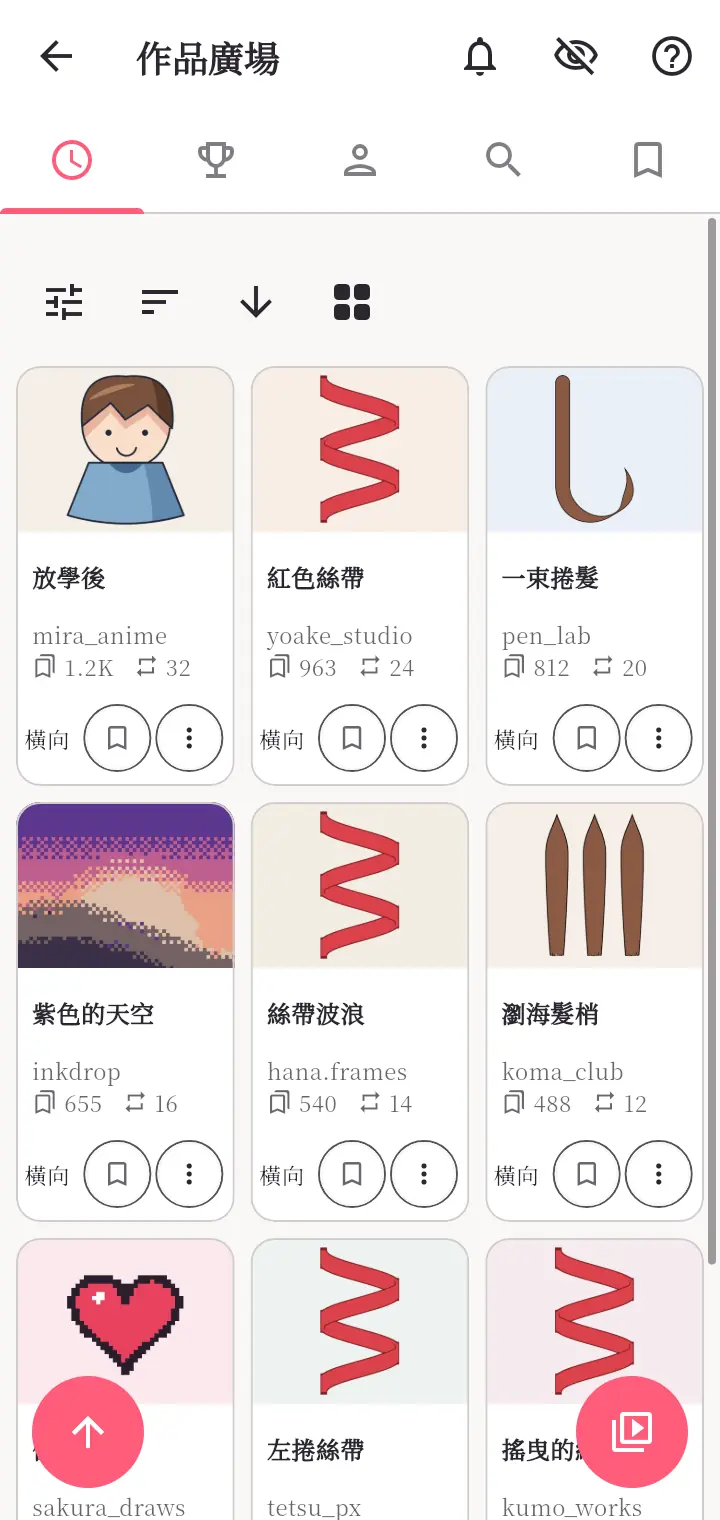 作品廣場
放學後
mira_anime
1.2K 32
橫向
紅色絲帶
yoake_studio
963 24
橫向
一束捲髮
pen_lab
812 20
橫向
紫色的天空
inkdrop
655 16
橫向
絲帶波浪
hana.frames
540 14
橫向
瀏海髮梢
koma_club
488 12
橫向
sakura_draws
左捲絲帶
tetsu_px
搖曳的
kumo_works